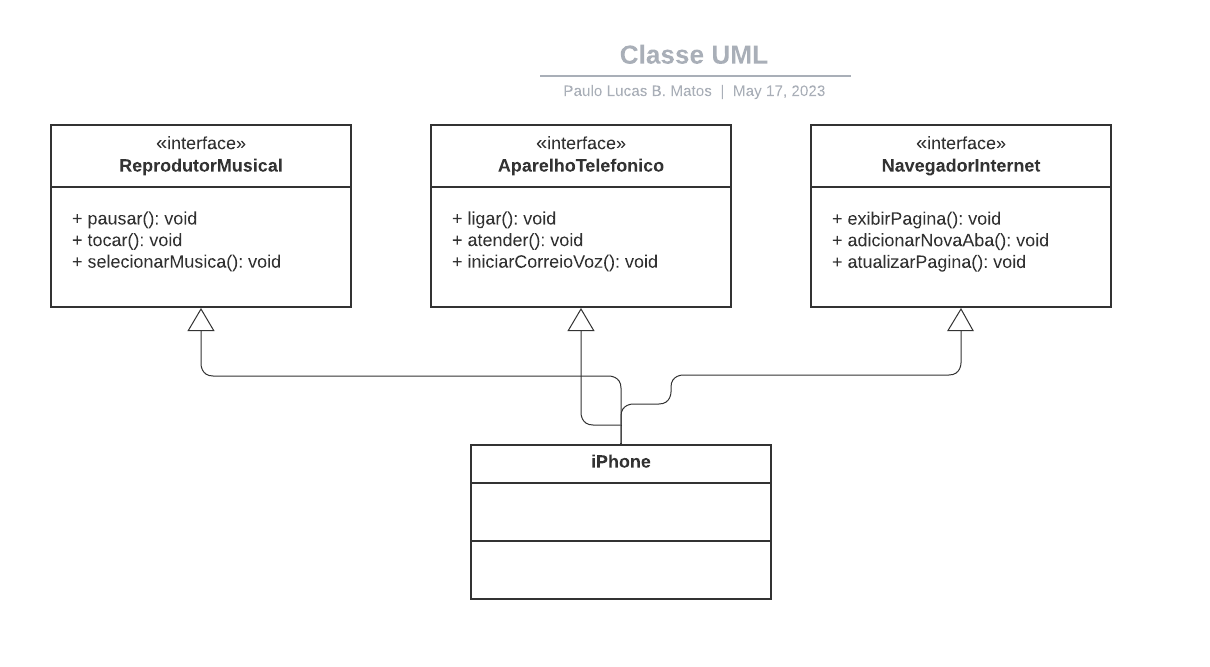 Classe UML
Paulo Lucas B. Matos | May 17, 2023
«interface»
ReprodutorMusical
+ pausar(): void
+ tocar(): void
+ selecionarMusica(): void
«interface»
AparelhoTelefonico
+ ligar(): void
+ atender(): void
+ iniciarCorreioVoz(): void
«interface»
NavegadorInternet
+ exibirPagina(): void
+ adicionarNovaAba(): void
+ atualizarPagina(): void
iPhone